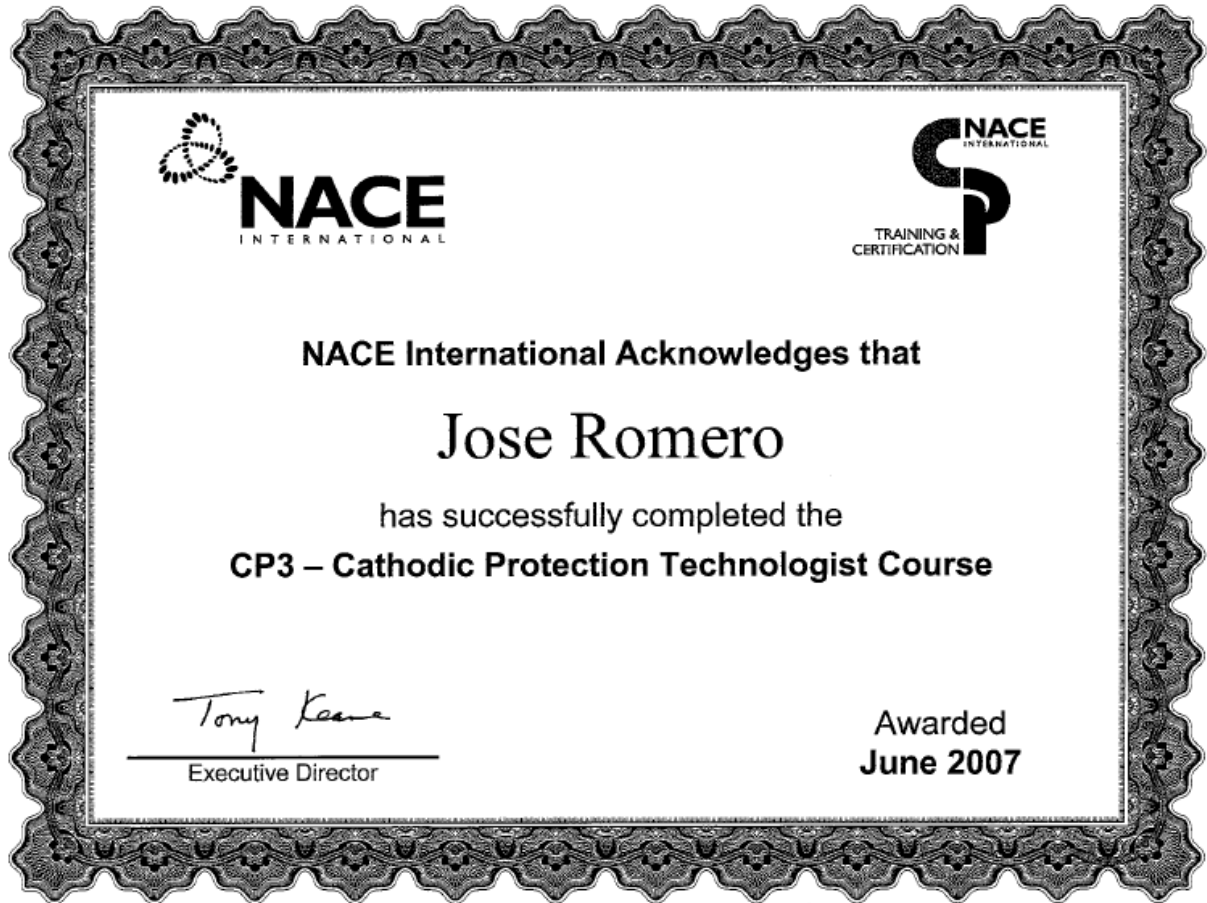 NACE
INTERNATIONAL
NACE
INTERNATIONAL
CP
TRAINING &
CERTIFICATION
NACE International Acknowledges that
Jose Romero
has successfully completed the
CP3 – Cathodic Protection Technologist Course
Tony Keane
Executive Director
Awarded
June 2007